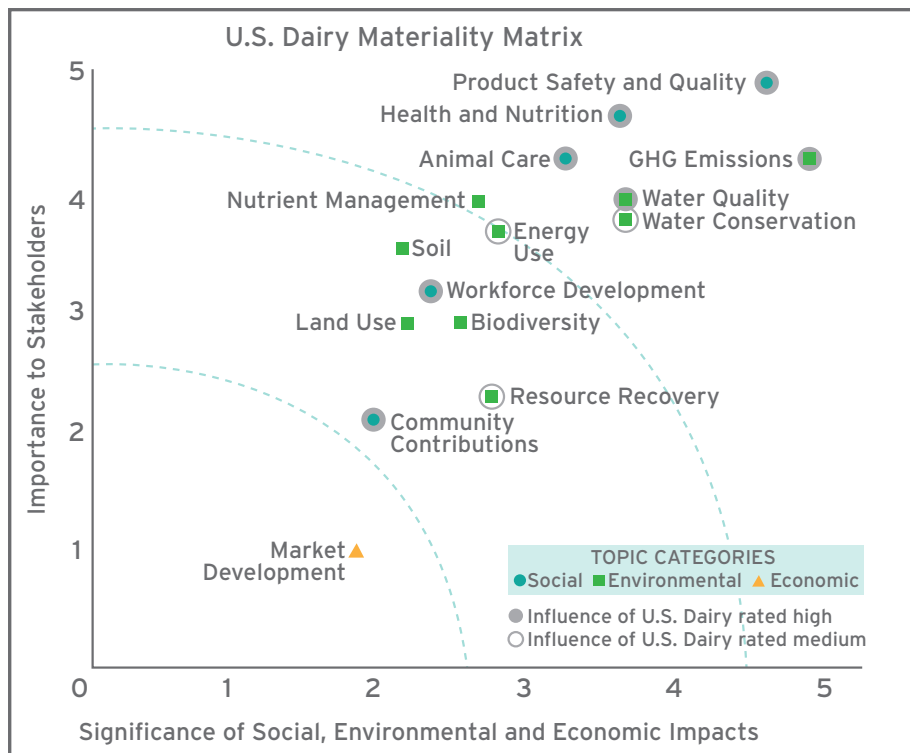 U.S. Dairy Materiality Matrix
5
Product Safety and Quality
Health and Nutrition
Animal Care
GHG Emissions
Nutrient Management
4
Water Quality
Water Conservation
Energy
Use
Soil
3
Workforce Development
Land Use
Biodiversity
Resource Recovery
2
Community
Contributions
1
Market
Development
Importance to Stakeholders
TOPIC CATEGORIES
Social Environmental Economic
Influence of U.S. Dairy rated high
Influence of U.S. Dairy rated medium
0 1 2 3 4 5
Significance of Social, Environmental and Economic Impacts